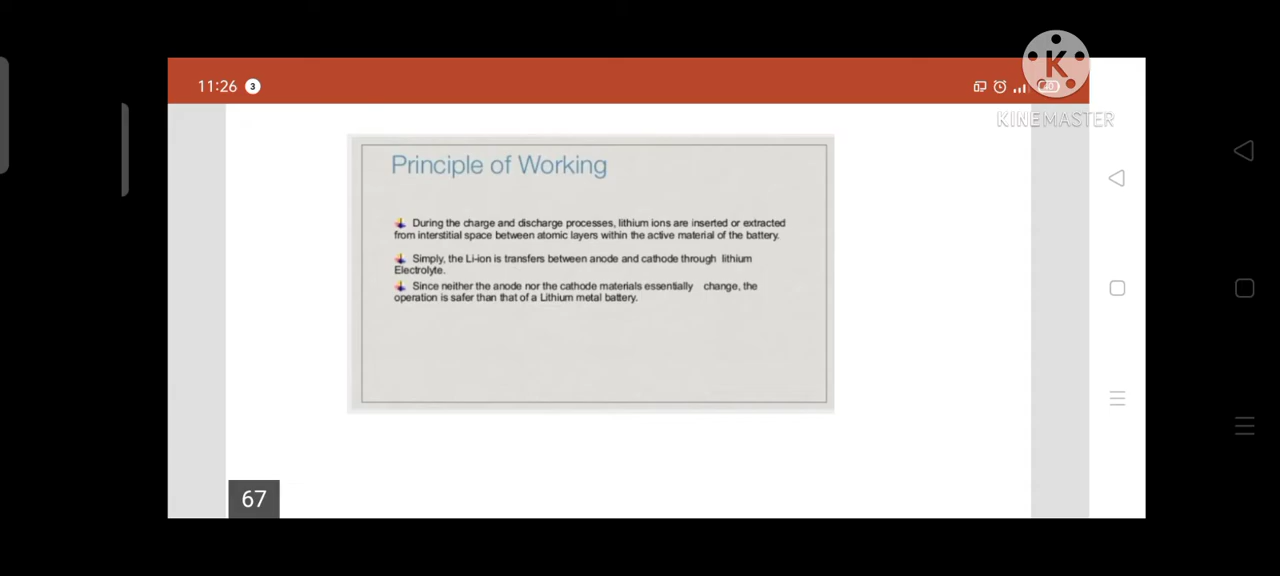 11:26 3
K
KINEMASTER
Principle of Working
During the charge and discharge processes, lithium ions are inserted or extracted
from interstitial space between atomic layers within the active material of the battery.
Simply, the Li-ion is transfers between anode and cathode through lithium
Electrolyte.
Since neither the anode nor the cathode materials essentially change, the
operation is safer than that of a Lithium metal battery.
67